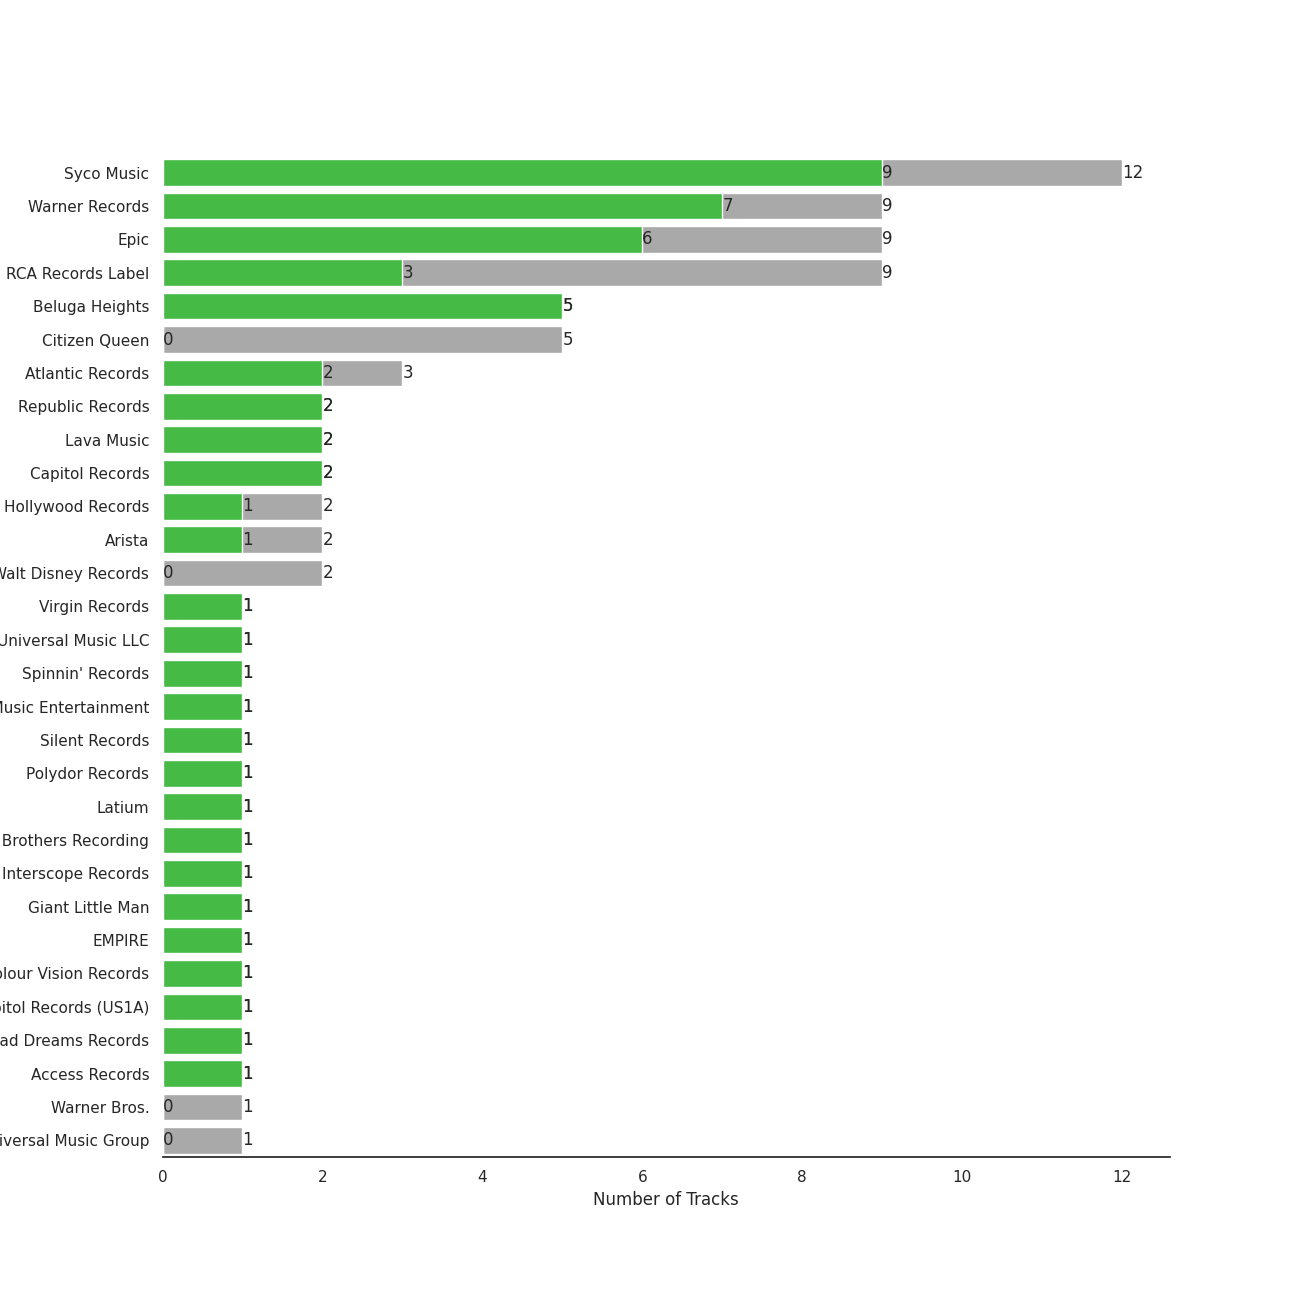 Syco Music 9 12
Warner Records 7 9
Epic 6 9
RCA Records Label 3 9
Beluga Heights 5
Citizen Queen 0 5
Atlantic Records 2 3
Republic Records 2
Lava Music 2
Capitol Records 2
Hollywood Records 1 2
Arista 1 2
Walt Disney Records 0 2
Virgin Records 1
Universal Music LLC 1
Spinnin' Records 1
Music Entertainment 1
Silent Records 1
Polydor Records 1
Latium 1
Brothers Recording 1
Interscope Records 1
Giant Little Man 1
EMPIRE 1
olour Vision Records 1
itol Records (US1A) 1
ad Dreams Records 1
Access Records 1
Warner Bros. 0 1
iversal Music Group 0 1
0 2 4 6 8 10 12
Number of Tracks